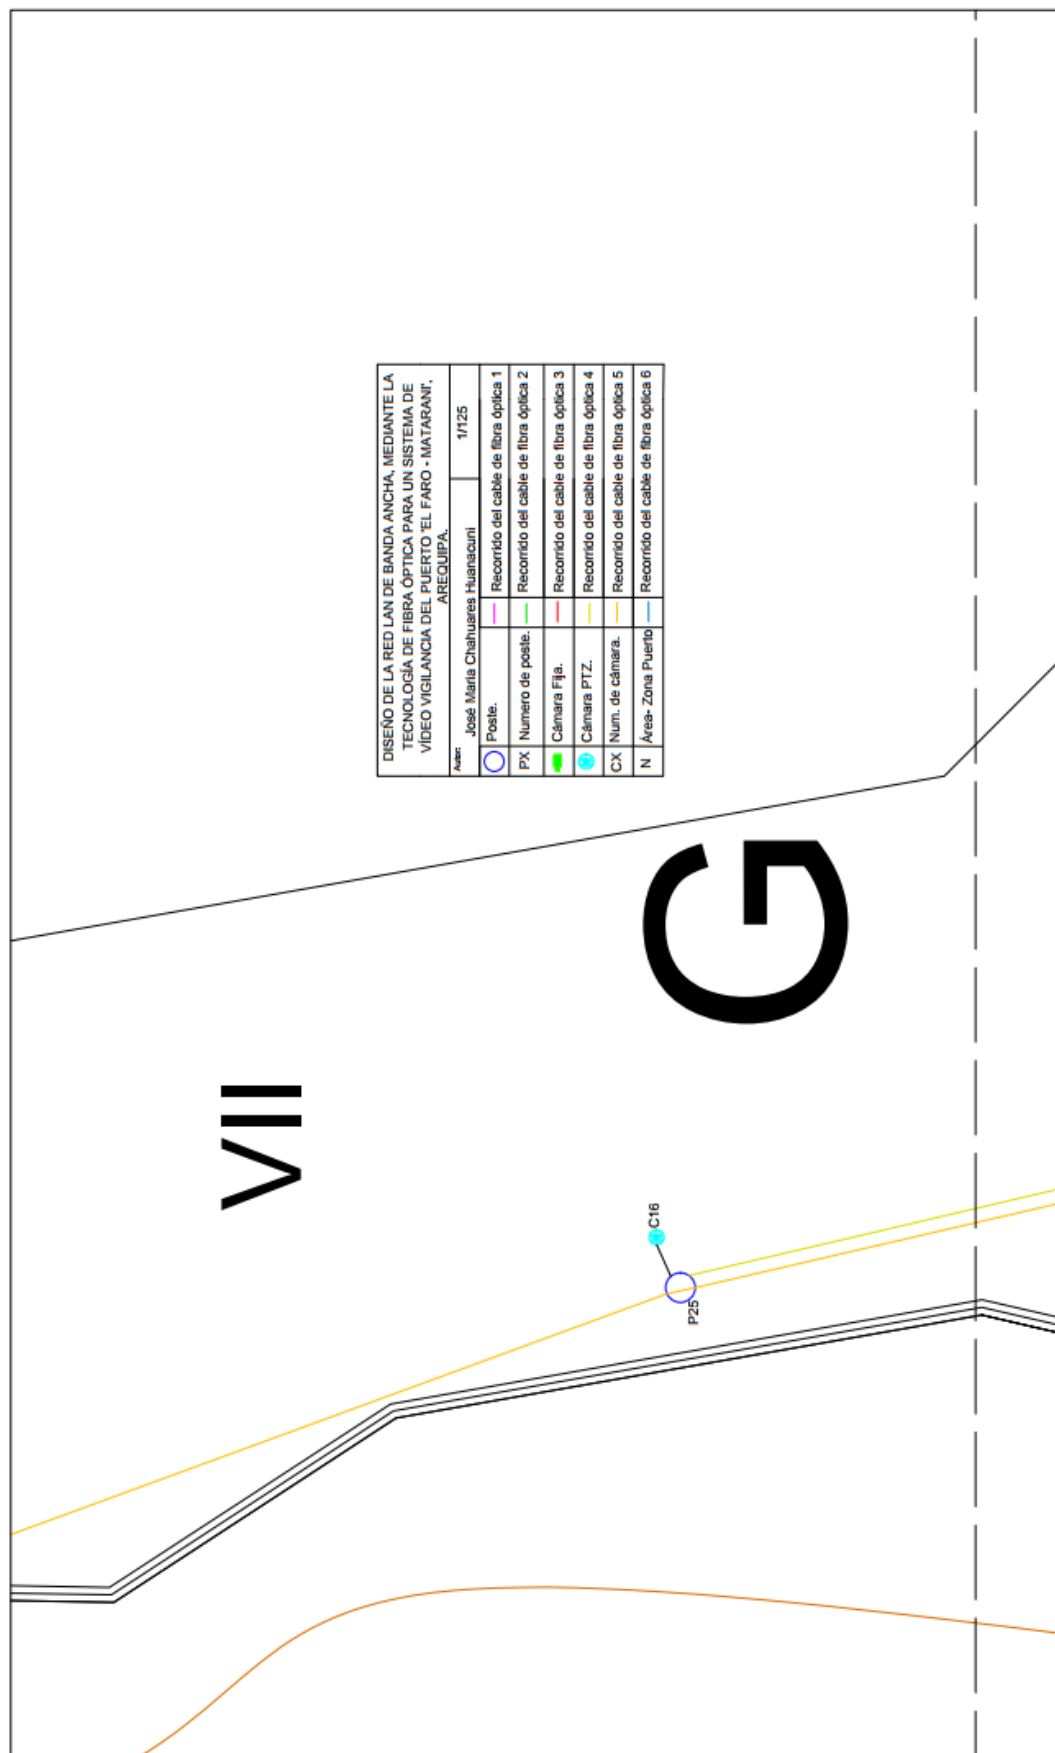 DISEÑO DE LA RED LAN DE BANDA ANCHA, MEDIANTE LA
TECNOLOGÍA DE FIBRA ÓPTICA PARA UN SISTEMA DE
VÍDEO VIGILANCIA DEL PUERTO "EL FARO - MATARANI",
AREQUIPA.
Autor: José María Chahuares Huanacuni 1/125
Poste. Recorrido del cable de fibra óptica 1
PX Numero de poste. Recorrido del cable de fibra óptica 2
Cámara Fija. Recorrido del cable de fibra óptica 3
Cámara PTZ. Recorrido del cable de fibra óptica 4
CX Num. de cámara. Recorrido del cable de fibra óptica 5
N Área- Zona Puerto Recorrido del cable de fibra óptica 6
VII
G
C16
P25